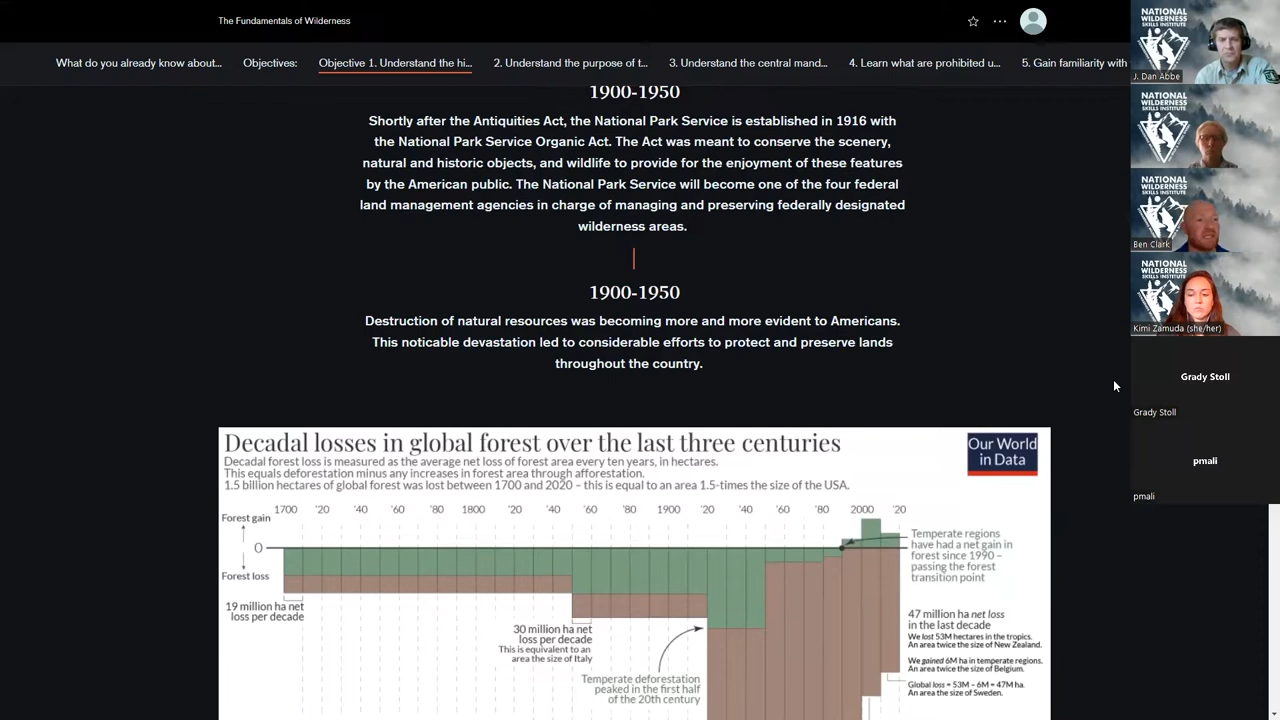 The Fundamentals of Wilderness
What do you already know about...
Objectives:
Objective 1. Understand the hi...
2. Understand the purpose of t...
3. Understand the central mand...
4. Learn what are prohibited u...
5. Gain familiarity with
1900-1950
Shortly after the Antiquities Act, the National Park Service is established in 1916 with
the National Park Service Organic Act. The Act was meant to conserve the scenery,
natural and historic objects, and wildlife to provide for the enjoyment of these features
by the American public. The National Park Service will become one of the four federal
land management agencies in charge of managing and preserving federally designated
wilderness areas.
1900-1950
Destruction of natural resources was becoming more and more evident to Americans.
This noticable devastation led to considerable efforts to protect and preserve lands
throughout the country.
Decadal losses in global forest over the last three centuries
Decadal forest loss is measured as the average net loss of forest area every ten years, in hectares.
This equals deforestation minus any increases in forest area through afforestation.
1.5 billion hectares of global forest was lost between 1700 and 2020 – this is equal to an area 1.5-times the size of the USA.
Our World
in Data
1700 '20 '40 '60 '80 1800 '20 '40 '60 '80 1900 '20 '40 '60 '80 2000 '20
Forest gain
0
Forest loss
19 million ha net
loss per decade
30 million ha net
loss per decade
This is equivalent to an
area the size of Italy
Temperate deforestation
peaked in the first half
of the 20th century
Temperate regions
have had a net gain in
forest since 1990 –
passing the forest
transition point
47 million ha net loss
in the last decade
We lost 53M hectares in the tropics.
An area twice the size of New Zealand.
We gained 6M ha in temperate regions.
An area twice the size of Belgium.
Global loss = 53M – 6M = 47M ha.
An area the size of Sweden.
NATIONAL
WILDERNESS
SKILLS INSTITUTE
J. Dan Abbe
NATIONAL
WILDERNESS
SKILLS INSTITUTE
NATIONAL
WILDERNESS
SKILLS INSTITUTE
Ben Clark
NATIONAL
WILDERNESS
SKILLS INSTITUTE
Kimi Zamuda (she/her)
Grady Stoll
Grady Stoll
pmali
pmali